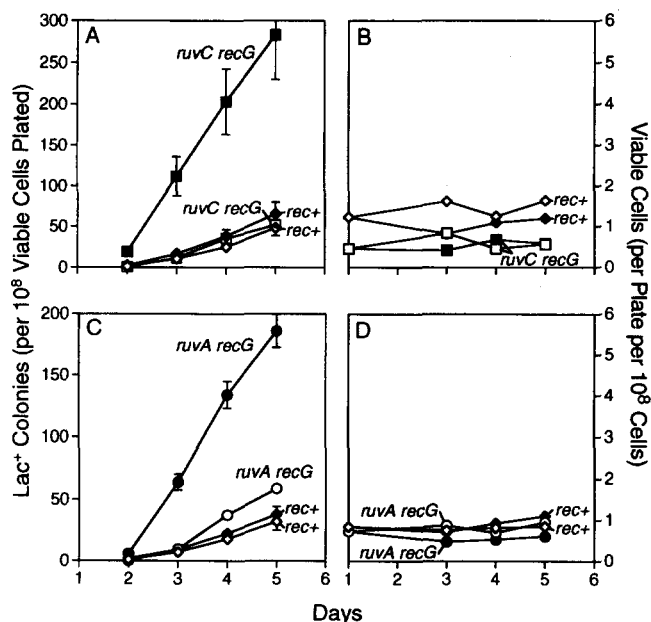 A
B
ruvC recG
ruvC recG
rec+
rec+
300
250
200
150
100
50
0
6
5
4
3
2
1
0
rec+
rec+
ruvC recG
C
D
ruvA recG
ruvA recG
rec+
rec+
200
150
100
50
0
6
5
4
3
2
1
0
ruvA recG
rec+
rec+
ruvA recG
1 2 3 4 5 6
1 2 3 4 5 6
Days
Lac⁺ Colonies (per 10⁸ Viable Cells Plated)
Viable Cells (per Plate per 10⁸ Cells)